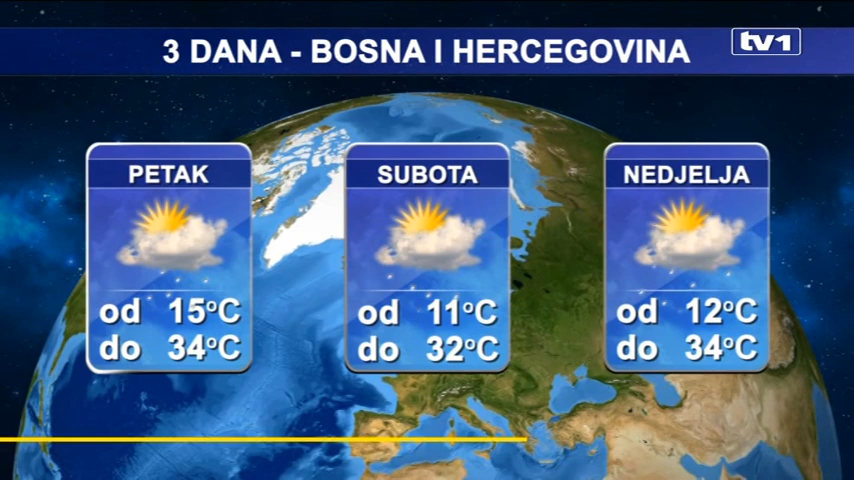 3 DANA - BOSNA I HERCEGOVINA
tv1
PETAK
od 15°C
do 34°C
SUBOTA
od 11°C
do 32°C
NEDJELJA
od 12°C
do 34°C